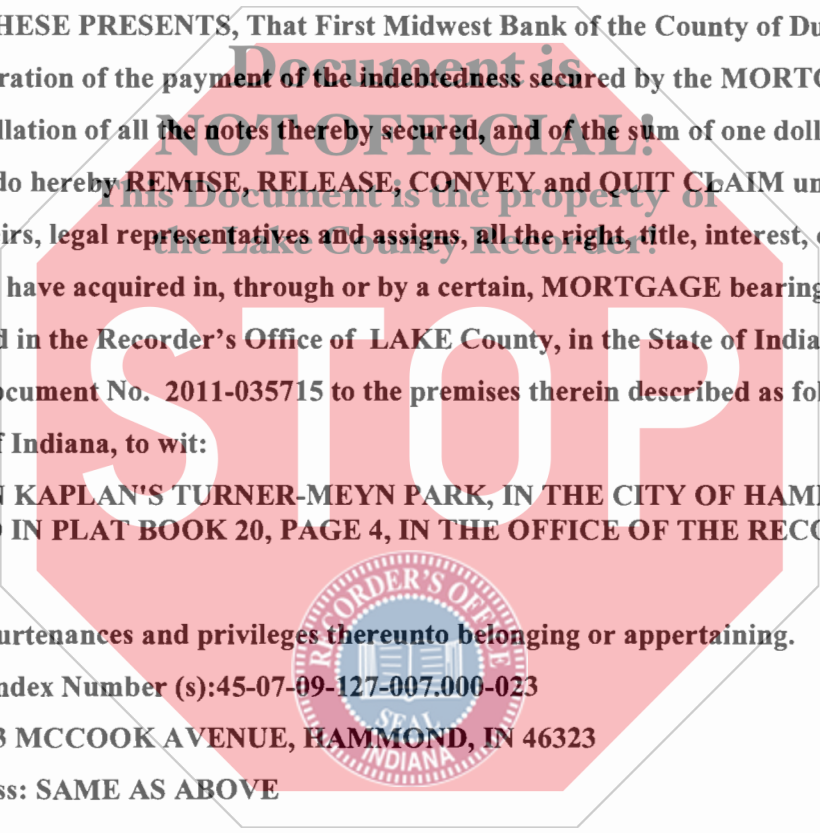 HESE PRESENTS, That First Midwest Bank of the County of Du
ration of the payment of the indebtedness secured by the MORTG
llation of all the notes thereby secured, and of the sum of one doll
do hereby REMISE, RELEASE, CONVEY and QUIT CLAIM un
irs, legal representatives and assigns, all the right, title, interest, c
have acquired in, through or by a certain, MORTGAGE bearing
d in the Recorder's Office of LAKE County, in the State of India
ocument No. 2011-035715 to the premises therein described as fol
f Indiana, to wit:
N KAPLAN'S TURNER-MEYN PARK, IN THE CITY OF HAM
IN PLAT BOOK 20, PAGE 4, IN THE OFFICE OF THE RECO
urtenances and privileges thereunto belonging or appertaining.
ndex Number (s):45-07-09-127-007.000-023
3 MCCOOK AVENUE, HAMMOND, IN 46323
ss: SAME AS ABOVE
Document is
NOT OFFICIAL!
This Document is the property of
the Lake County Recorder!
STOP
RECORDER'S OFFICE
SEAL
INDIANA